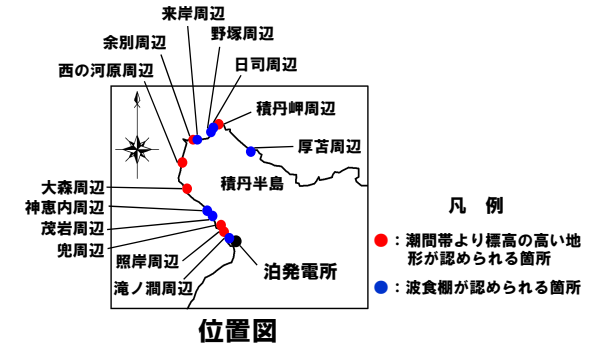 来岸周辺
野塚周辺
余別周辺
日司周辺
西の河原周辺
積丹岬周辺
厚苫周辺
積丹半島
大森周辺
神恵内周辺
茂岩周辺
兜周辺
照岸周辺
滝ノ澗周辺
泊発電所
位置図
凡 例
：潮間帯より標高の高い地
形が認められる箇所
：波食棚が認められる箇所